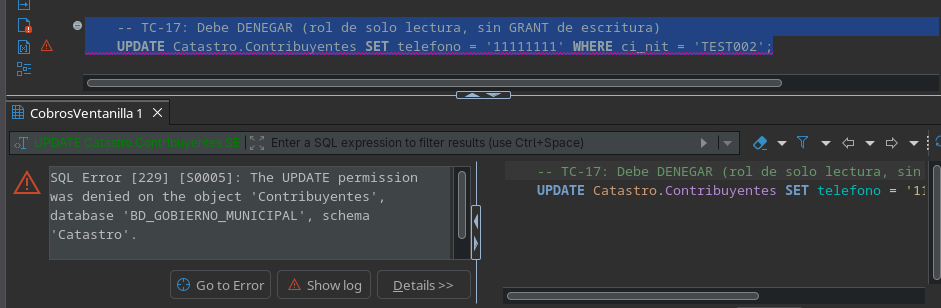 -- TC-17: Debe DENEGAR (rol de solo lectura, sin GRANT de escritura)
UPDATE Catastro.Contribuyentes SET telefono = '11111111' WHERE ci_nit = 'TEST002';
CobrosVentanilla 1
UPDATE Catastro.Contribuyentes SE
Enter a SQL expression to filter results (use Ctrl+Space)
SQL Error [229] [S0005]: The UPDATE permission
was denied on the object 'Contribuyentes',
database 'BD_GOBIERNO_MUNICIPAL', schema
'Catastro'.
-- TC-17: Debe DENEGAR (rol de solo lectura, sin
UPDATE Catastro.Contribuyentes SET telefono = '11
Go to Error
Show log
Details >>